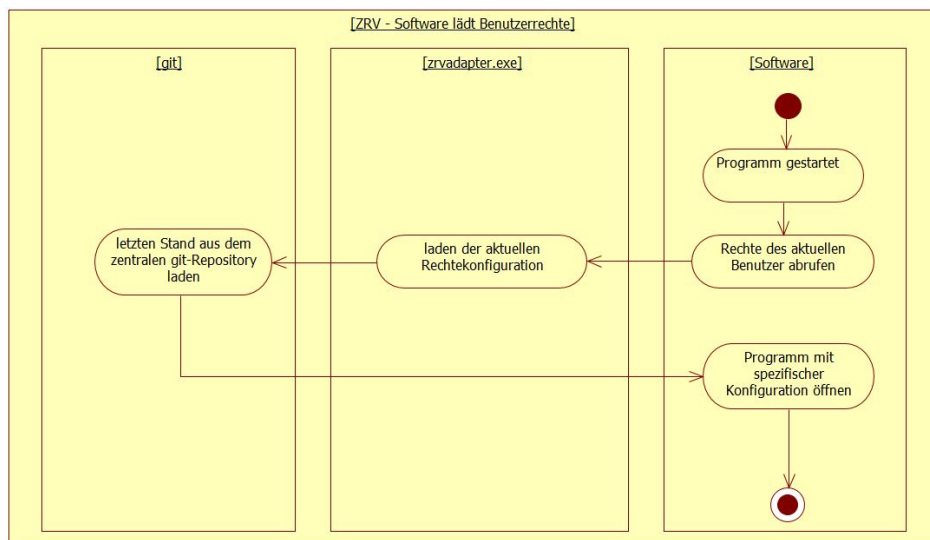 [ZRV - Software lädt Benutzerrechte]
[git]
[zrvadapter.exe]
[Software]
Programm gestartet
letzten Stand aus dem
zentralen git-Repository
laden
laden der aktuellen
Rechtekonfiguration
Rechte des aktuellen
Benutzer abrufen
Programm mit
spezifischer
Konfiguration öffnen